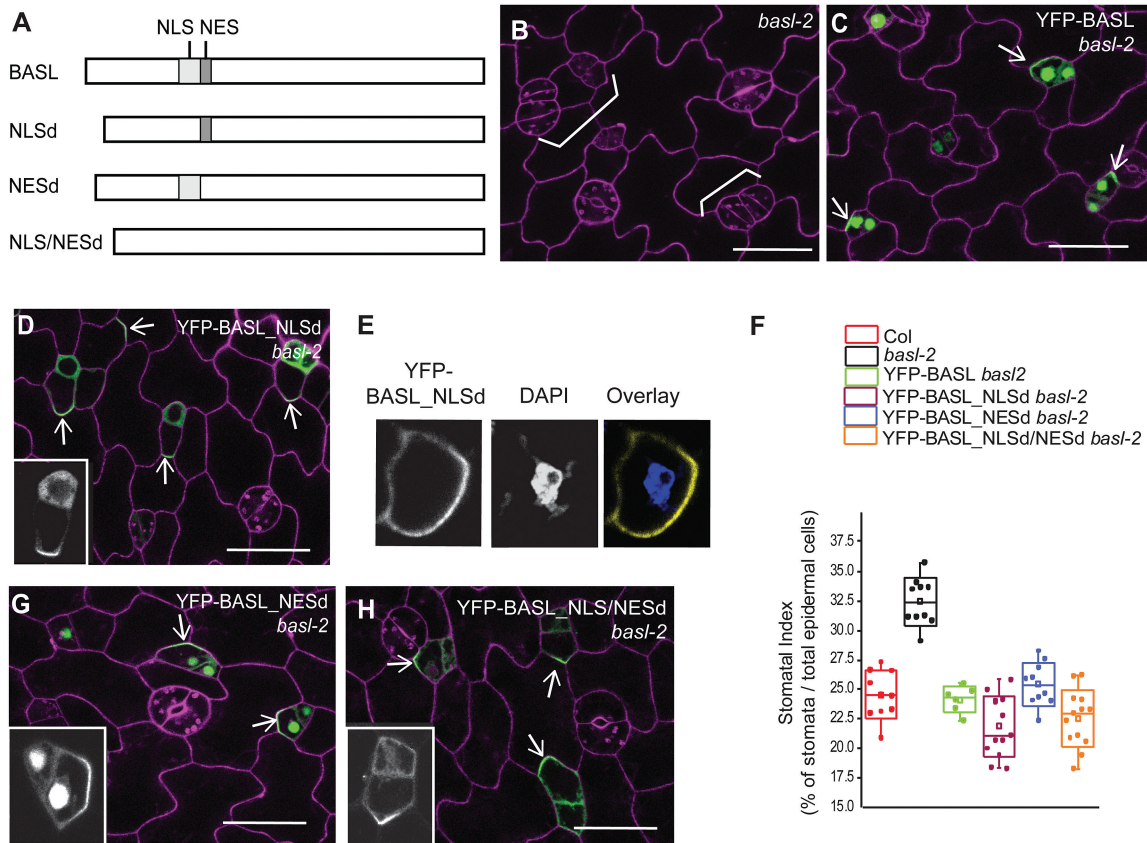 A
NLS NES
BASL
NLSd
NESd
NLS/NESd
B
basl-2
C
YFP-BASL
basl-2
D
YFP-BASL_NLSd
basl-2
E
YFP-
BASL_NLSd
DAPI
Overlay
F
Col
basl-2
YFP-BASL basl2
YFP-BASL_NLSd basl-2
YFP-BASL_NESd basl-2
YFP-BASL_NLSd/NESd basl-2
Stomatal Index
(% of stomata / total epidermal cells)
37.5
35.0
32.5
30.0
27.5
25.0
22.5
20.0
17.5
15.0
G
YFP-BASL_NESd
basl-2
H
YFP-BASL_NLS/NESd
basl-2